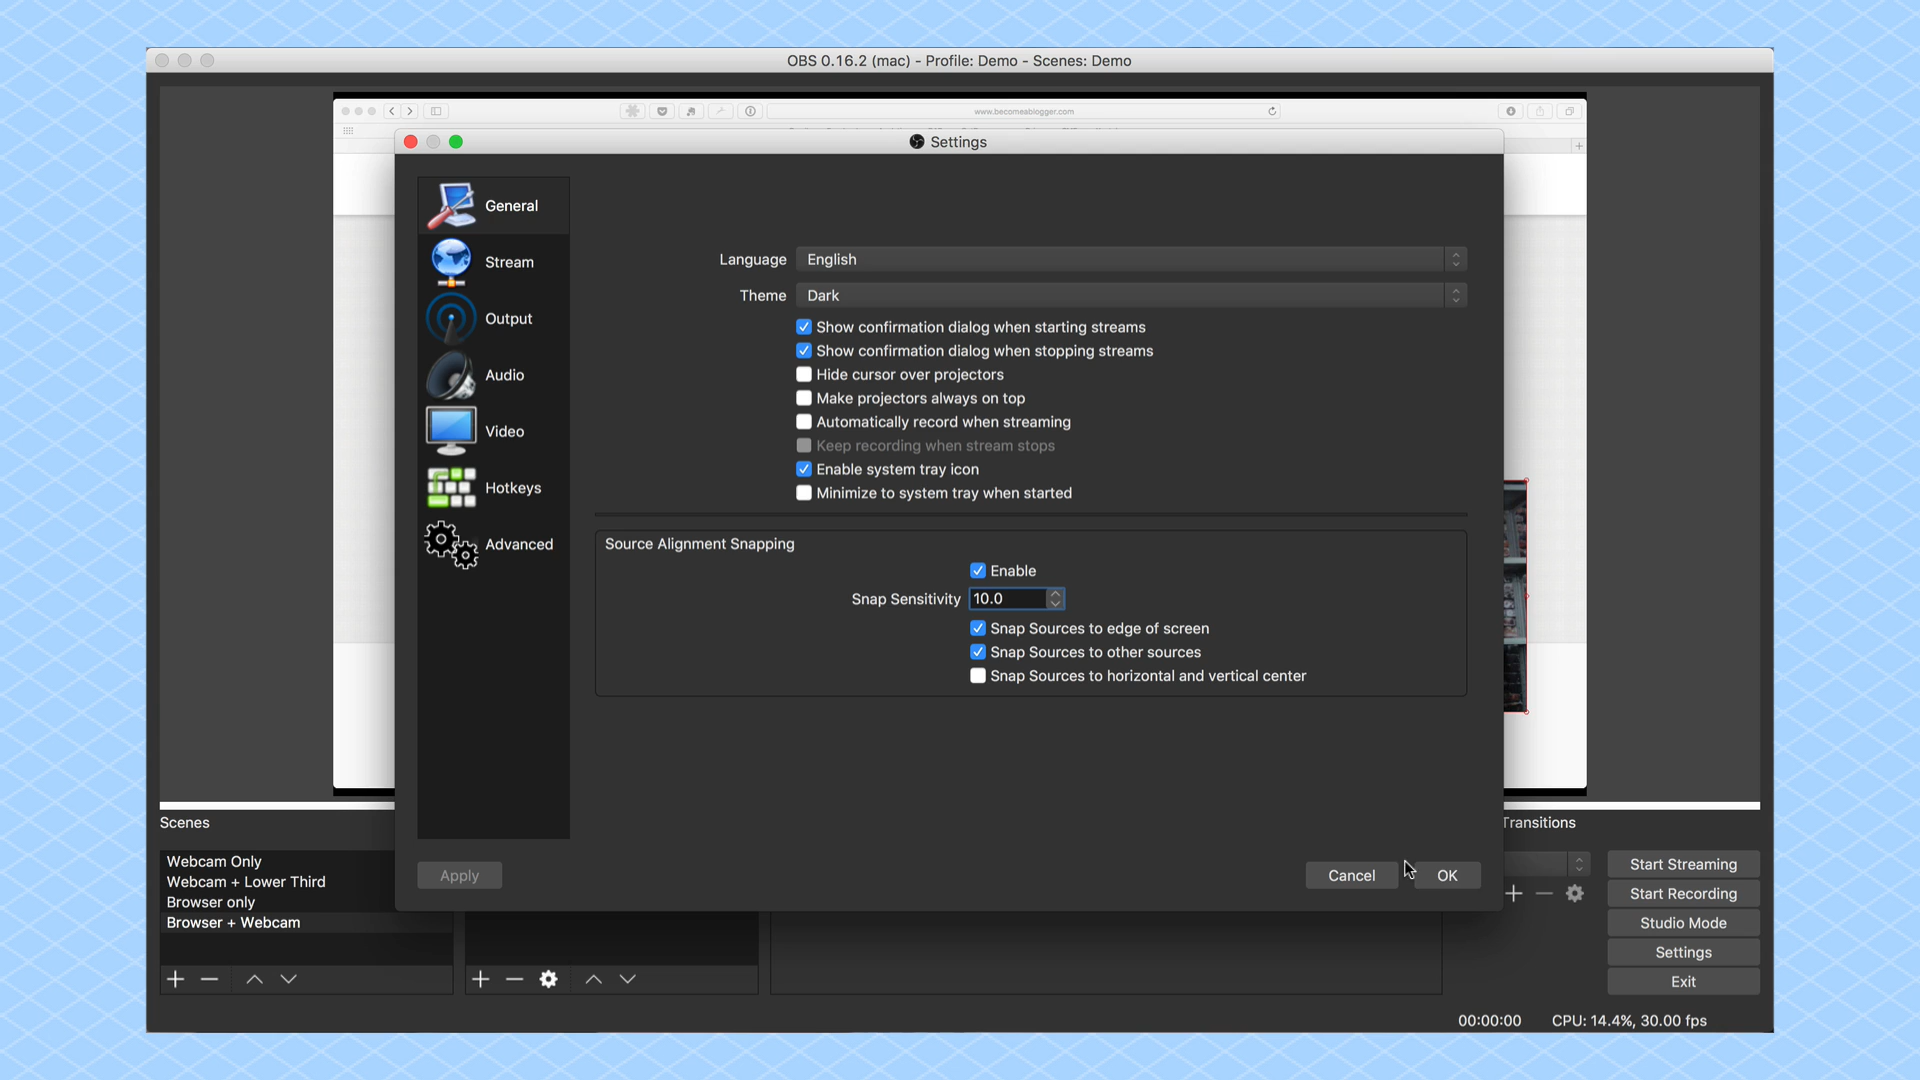 OBS 0.16.2 (mac) - Profile: Demo - Scenes: Demo
www.becomeablogger.com
Settings
General
Stream
Output
Audio
Video
Hotkeys
Advanced
Language English
Theme Dark
Show confirmation dialog when starting streams
Show confirmation dialog when stopping streams
Hide cursor over projectors
Make projectors always on top
Automatically record when streaming
Keep recording when stream stops
Enable system tray icon
Minimize to system tray when started
Source Alignment Snapping
Enable
Snap Sensitivity 10.0
Snap Sources to edge of screen
Snap Sources to other sources
Snap Sources to horizontal and vertical center
Apply
Cancel
OK
Scenes
Webcam Only
Webcam + Lower Third
Browser only
Browser + Webcam
Transitions
Start Streaming
Start Recording
Studio Mode
Settings
Exit
00:00:00 CPU: 14.4%, 30.00 fps